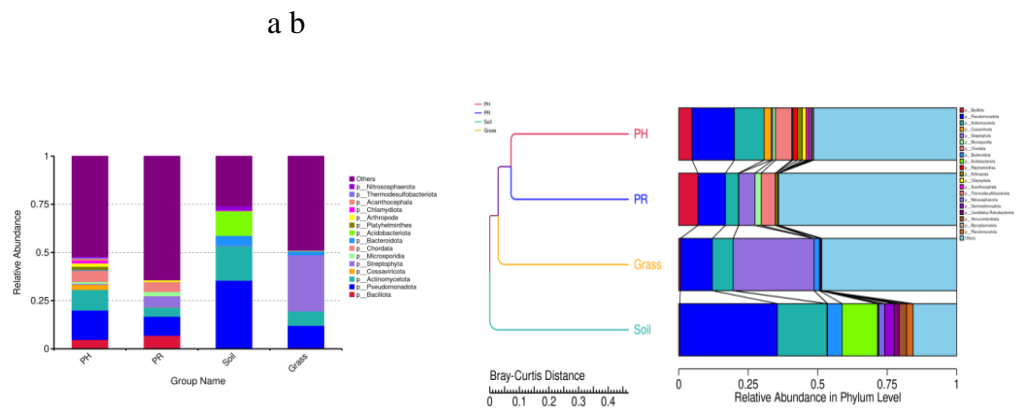 a b
Relative Abundance
1
0.75
0.5
0.25
0
PH
PR
Soil
Grass
Group Name
Others
p__Nitrososphaerota
p__Thermodesulfobacteriota
p__Acanthocephala
p__Chlamydiota
p__Arthropoda
p__Platyhelminthes
p__Acidobacteriota
p__Bacteroidota
p__Chordata
p__Microsporidia
p__Streptophyta
p__Cossaviricota
p__Actinomycetota
p__Pseudomonadota
p__Bacillota
PH
PR
Soil
Grass
PH
PR
Grass
Soil
Bray-Curtis Distance
0 0.1 0.2 0.3 0.4
0 0.25 0.5 0.75 1
Relative Abundance in Phylum Level
p__Bacillota
p__Pseudomonadota
p__Actinomycetota
p__Cossaviricota
p__Streptophyta
p__Microsporidia
p__Chordata
p__Bacteroidota
p__Acidobacteriota
p__Platyhelminthes
p__Arthropoda
p__Chlamydiota
p__Acanthocephala
p__Thermodesulfobacteriota
p__Nitrososphaerota
p__Gemmatimonadota
p__Candidatus Rokubacteria
p__Verrucomicrobiota
p__Planctomycetota
Others